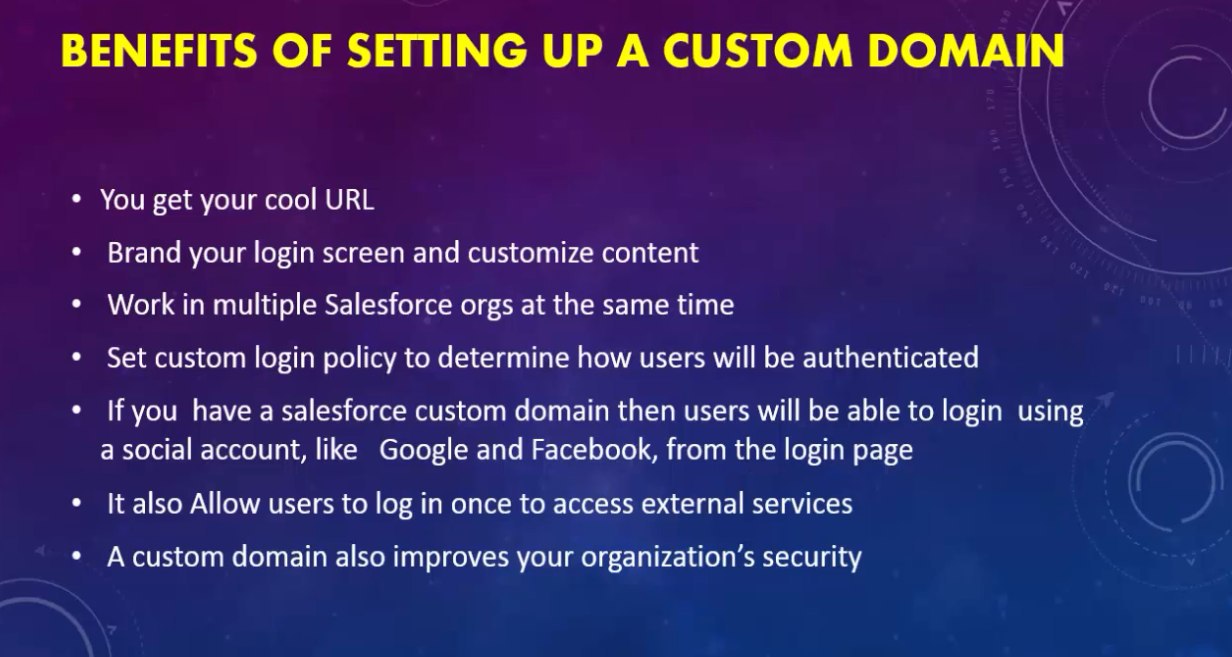 BENEFITS OF SETTING UP A CUSTOM DOMAIN
• You get your cool URL
• Brand your login screen and customize content
• Work in multiple Salesforce orgs at the same time
• Set custom login policy to determine how users will be authenticated
• If you have a salesforce custom domain then users will be able to login using
a social account, like Google and Facebook, from the login page
• It also Allow users to log in once to access external services
• A custom domain also improves your organization’s security